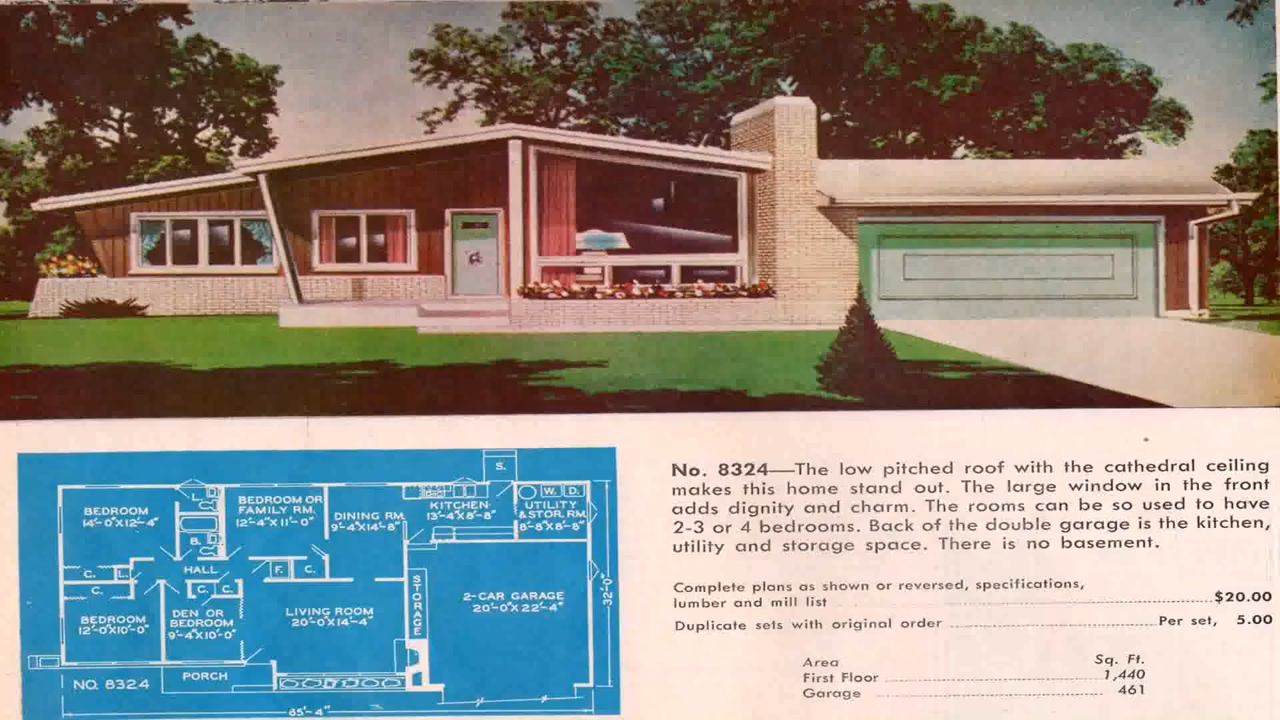 No. 8324—The low pitched roof with the cathedral ceiling
makes this home stand out. The large window in the front
adds dignity and charm. The rooms can be so used to have
2-3 or 4 bedrooms. Back of the double garage is the kitchen,
utility and storage space. There is no basement.
Complete plans as shown or reversed, specifications,
lumber and mill list ........ $20.00
Duplicate sets with original order ........ Per set, 5.00
Area Sq. Ft.
First Floor ........ 1,440
Garage ........ 461
S.
BEDROOM
14'-0"X12'-4"
L.
BEDROOM OR
FAMILY RM.
12'-4"X11'-0"
DINING RM.
9'-4"X14'-8"
KITCHEN
13'-4"X8'-8"
W. D.
UTILITY
& STOR. RM.
8'-8"X8'-8"
B.
HALL
C. L.
C.
C. C.
F. C.
BEDROOM
12'-0"X10'-0"
DEN OR
BEDROOM
9'-4"X10'-0"
LIVING ROOM
20'-0"X14'-4"
STORAGE
2-CAR GARAGE
20'-0"X22'-4"
32'-0"
PORCH
NO. 8324
65'-4"